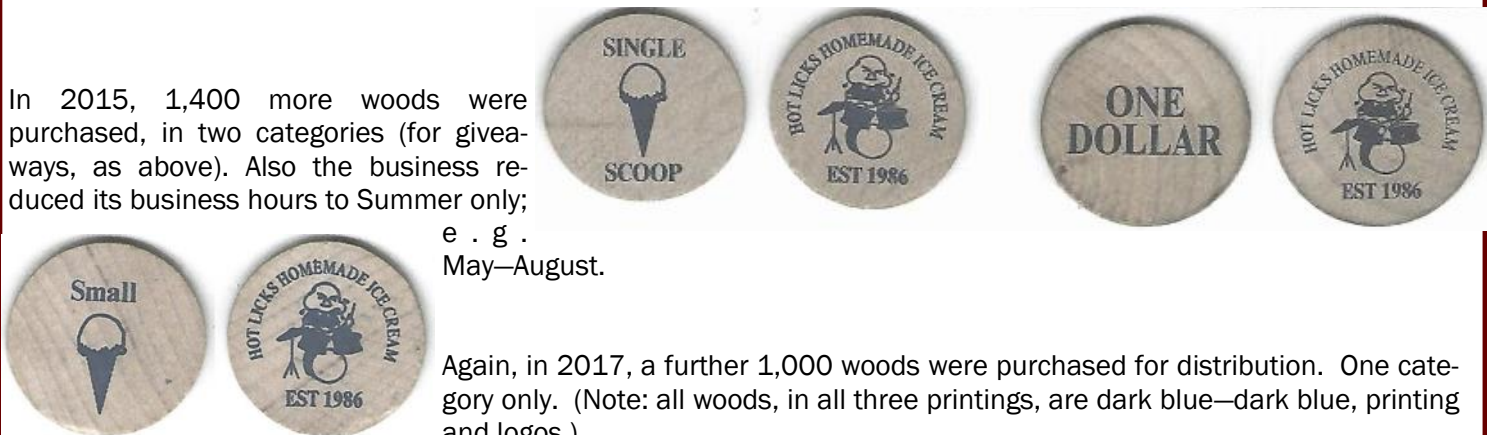 SINGLE
SCOOP
HOT LICKS HOMEMADE ICE CREAM
EST 1986
ONE
DOLLAR
HOT LICKS HOMEMADE ICE CREAM
EST 1986
In 2015, 1,400 more woods were
purchased, in two categories (for givea-
ways, as above). Also the business re-
duced its business hours to Summer only;
e . g .
May—August.
Small
HOT LICKS HOMEMADE ICE CREAM
EST 1986
Again, in 2017, a further 1,000 woods were purchased for distribution. One cate-
gory only. (Note: all woods, in all three printings, are dark blue—dark blue, printing
and logos.)